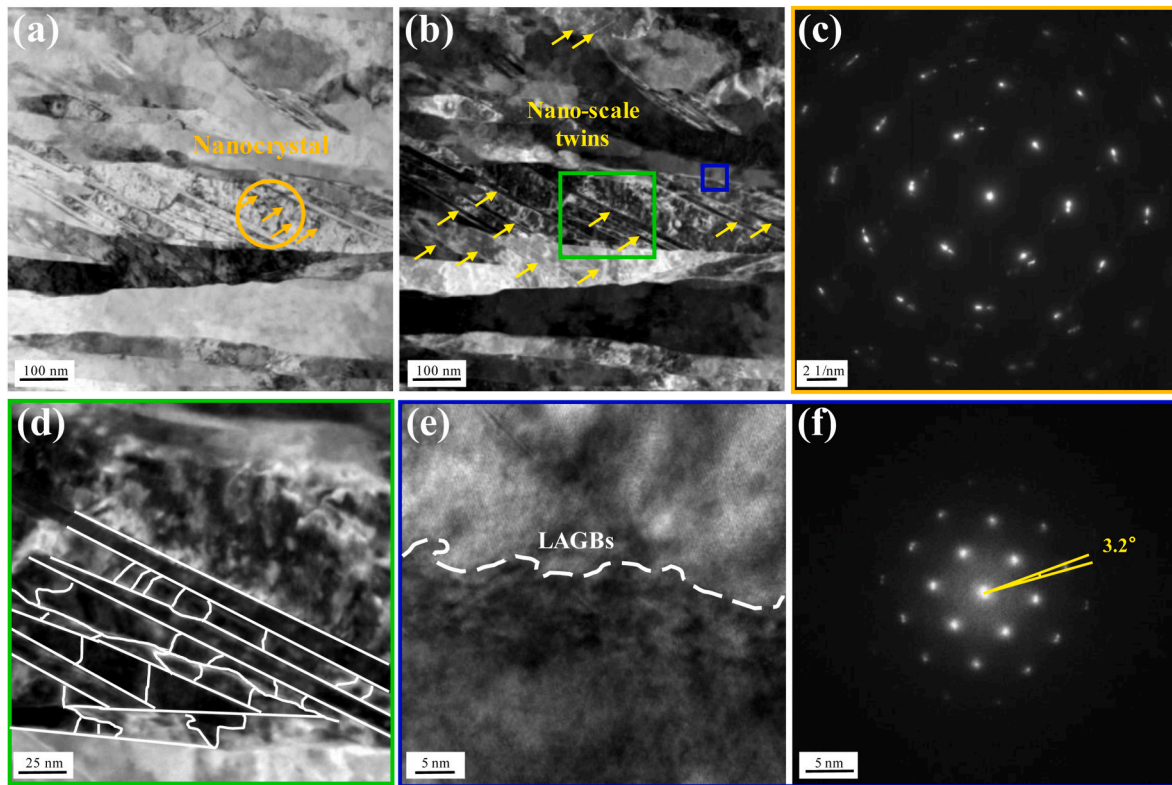 (a)
Nanocrystal
100 nm
(b)
Nano-scale
twins
100 nm
(c)
2 1/nm
(d)
25 nm
(e)
LAGBs
5 nm
(f)
3.2°
5 nm